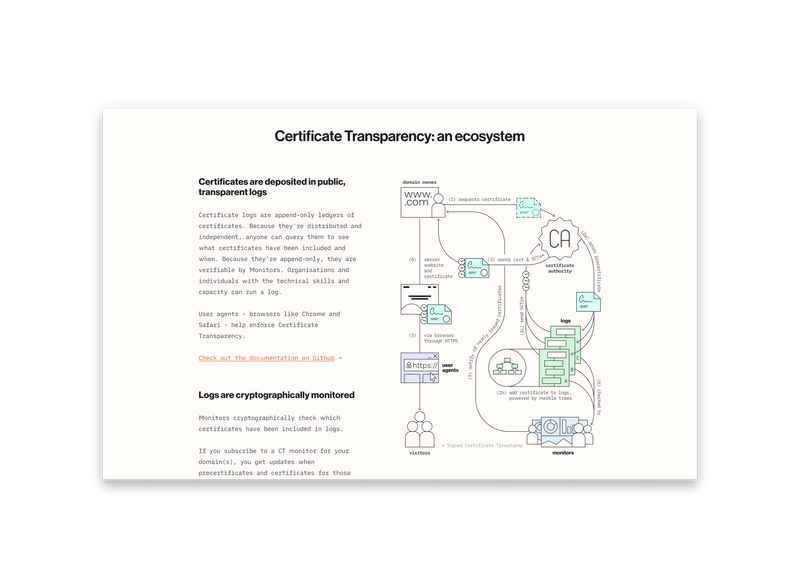 Certificate Transparency: an ecosystem
Certificates are deposited in public,
transparent logs
Certificate logs are append-only ledgers of
certificates. Because they're distributed and
independent, anyone can query them to see
what certificates have been included and
when. Because they're append-only, they are
verifiable by Monitors. Organisations and
individuals with the technical skills and
capacity can run a log.
User agents - browsers like Chrome and
Safari - help enforce Certificate
Transparency.
Check out the documentation on Github →
Logs are cryptographically monitored
Monitors cryptographically check which
certificates have been included in logs.
If you subscribe to a CT monitor for your
domain(s), you get updates when
precertificates and certificates for those
domain owner
www.
.com
(1) requests certificate
CA
certificate
authority
(2a) sends precertificate
(3) sends cert & SCTs*
(4) serves
website
and
certificate
(2c) send SCTs*
logs
A
B
C
(5) via browser
through HTTPS
https://
user
agents
(7) notify of newly issued certificates
(2b) add certificate to logs,
powered by merkle trees
(6) checked by
visitors
* Signed Certificate Timestamp
monitors